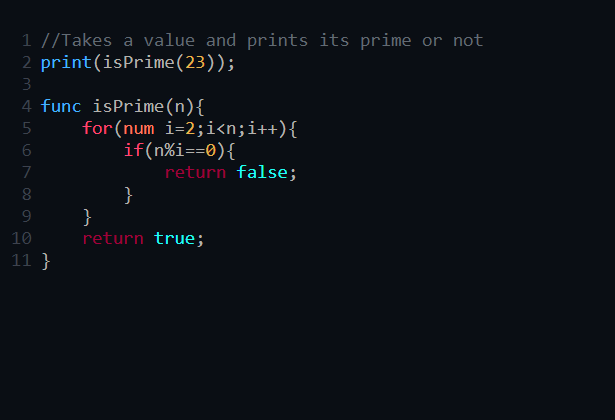 1 //Takes a value and prints its prime or not
2 print(isPrime(23));
3
4 func isPrime(n){
5     for(num i=2;i<n;i++){
6         if(n%i==0){
7             return false;
8         }
9     }
10     return true;
11 }